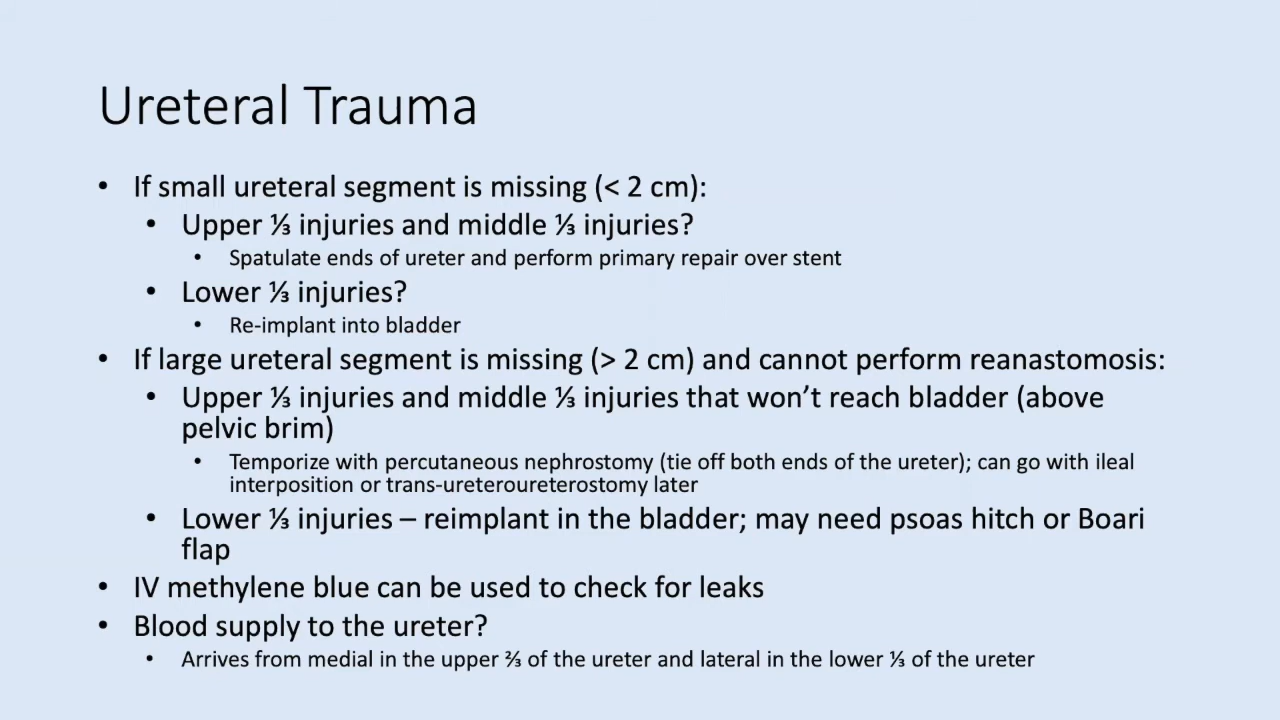 Ureteral Trauma
• If small ureteral segment is missing (< 2 cm):
• Upper ⅓ injuries and middle ⅓ injuries?
• Spatulate ends of ureter and perform primary repair over stent
• Lower ⅓ injuries?
• Re-implant into bladder
• If large ureteral segment is missing (> 2 cm) and cannot perform reanastomosis:
• Upper ⅓ injuries and middle ⅓ injuries that won’t reach bladder (above
pelvic brim)
• Temporize with percutaneous nephrostomy (tie off both ends of the ureter); can go with ileal
interposition or trans-ureteroureterostomy later
• Lower ⅓ injuries – reimplant in the bladder; may need psoas hitch or Boari
flap
• IV methylene blue can be used to check for leaks
• Blood supply to the ureter?
• Arrives from medial in the upper ⅔ of the ureter and lateral in the lower ⅓ of the ureter